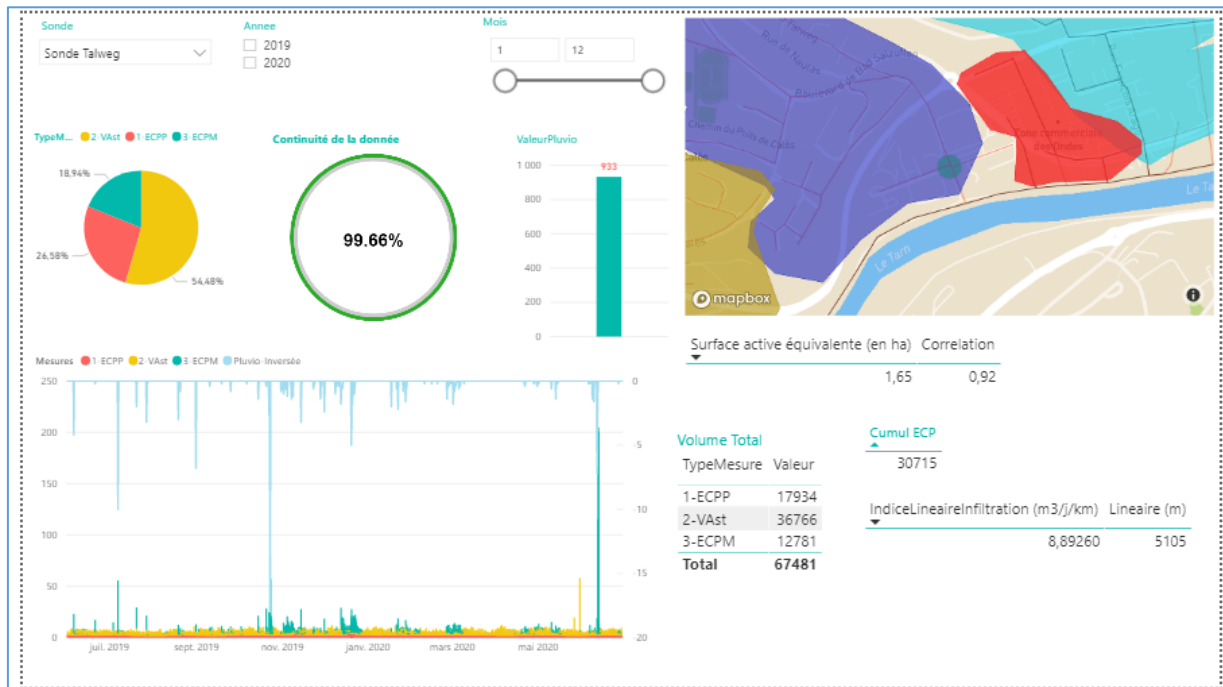 Sonde
Sonde Talweg
Annee
2019
2020
Mois
1
12
TypeM... 2-VAst 1-ECPP 3-ECPM
18,94%
26,58%
54,48%
Continuité de la donnée
99.66%
ValeurPluvio
1 000
800
600
400
200
0
933
Rue de Nauras
Boulevard de Bad Salzuflen
Chemin du Puits de Calès
Zone commerciale
des Ondes
Le Tarn
Le Ta
mapbox
Mesures 1-ECPP 2-VAst 3-ECPM Pluvio-Inversée
250
200
150
100
50
0
0
-5
-10
-15
-20
juil. 2019 sept. 2019 nov. 2019 janv. 2020 mars 2020 mai 2020
Surface active équivalente (en ha) Correlation
1,65 0,92
Volume Total
TypeMesure Valeur
1-ECPP 17934
2-VAst 36766
3-ECPM 12781
Total 67481
Cumul ECP
30715
IndiceLineaireInfiltration (m3/j/km) Lineaire (m)
8,89260 5105